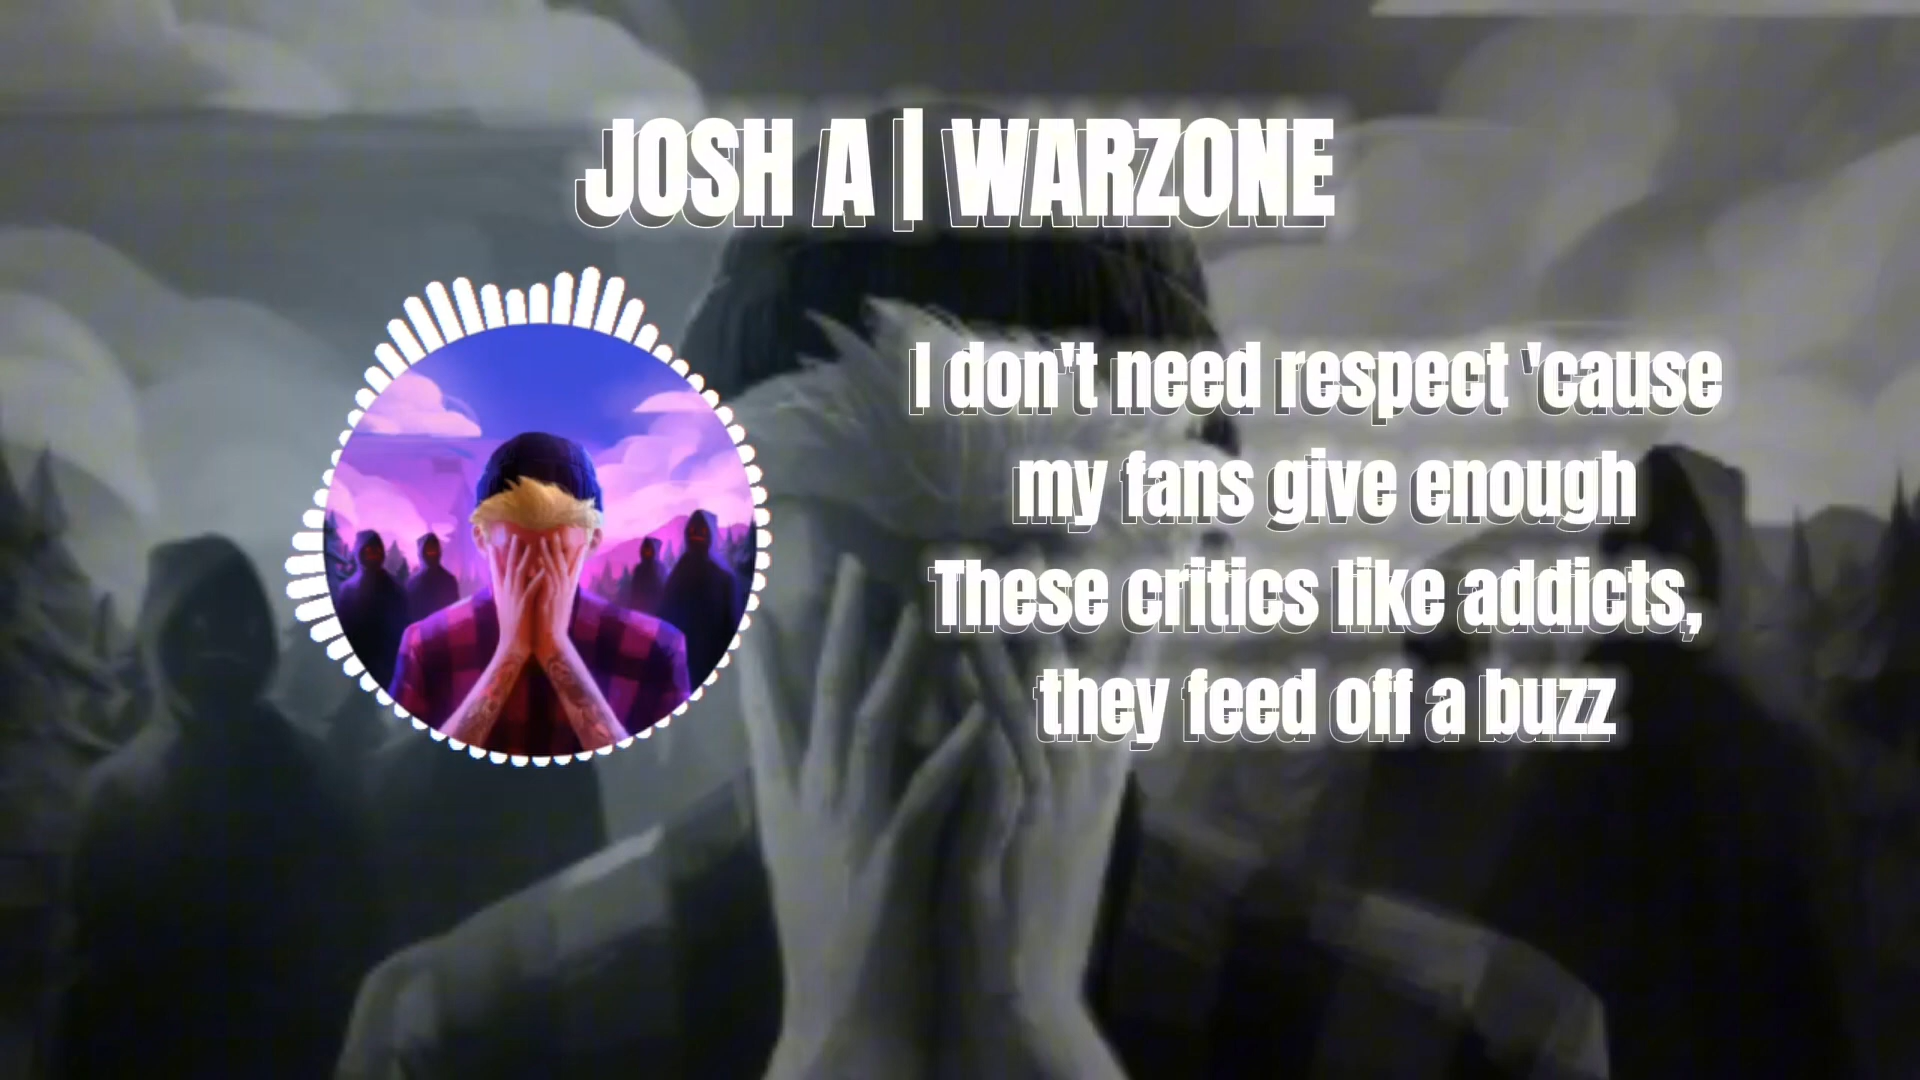 JOSH A | WARZONE
I don't need respect 'cause
my fans give enough
These critics like addicts,
they feed off a buzz